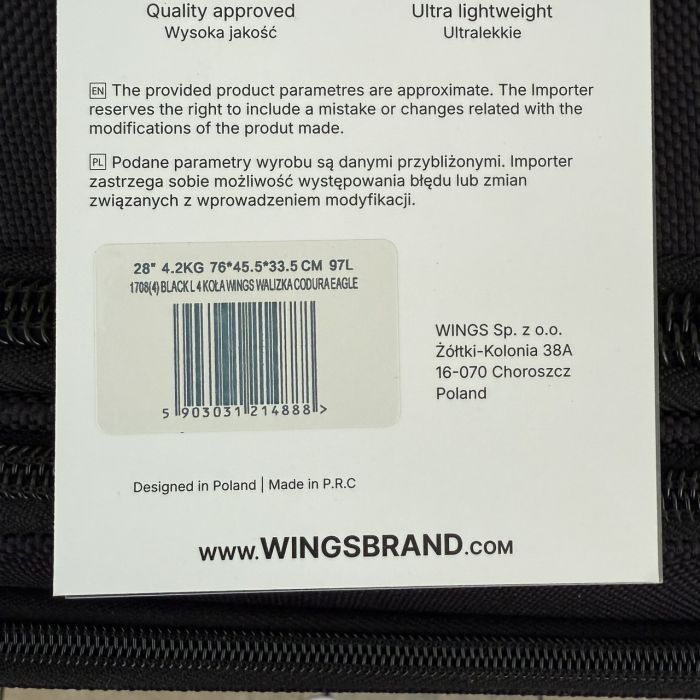 Quality approved
Wysoka jakość
Ultra lightweight
Ultralekkie
EN The provided product parametres are approximate. The Importer
reserves the right to include a mistake or changes related with the
modifications of the produt made.
PL Podane parametry wyrobu są danymi przybliżonymi. Importer
zastrzega sobie możliwość występowania błędu lub zmian
związanych z wprowadzeniem modyfikacji.
28" 4.2KG 76*45.5*33.5 CM 97L
1708(4) BLACK L 4 KOŁA WINGS WALIZKA CODURA EAGLE
5 903031 214888 >
WINGS Sp. z o.o.
Żółtki-Kolonia 38A
16-070 Choroszcz
Poland
Designed in Poland | Made in P.R.C
www.WINGSBRAND.COM